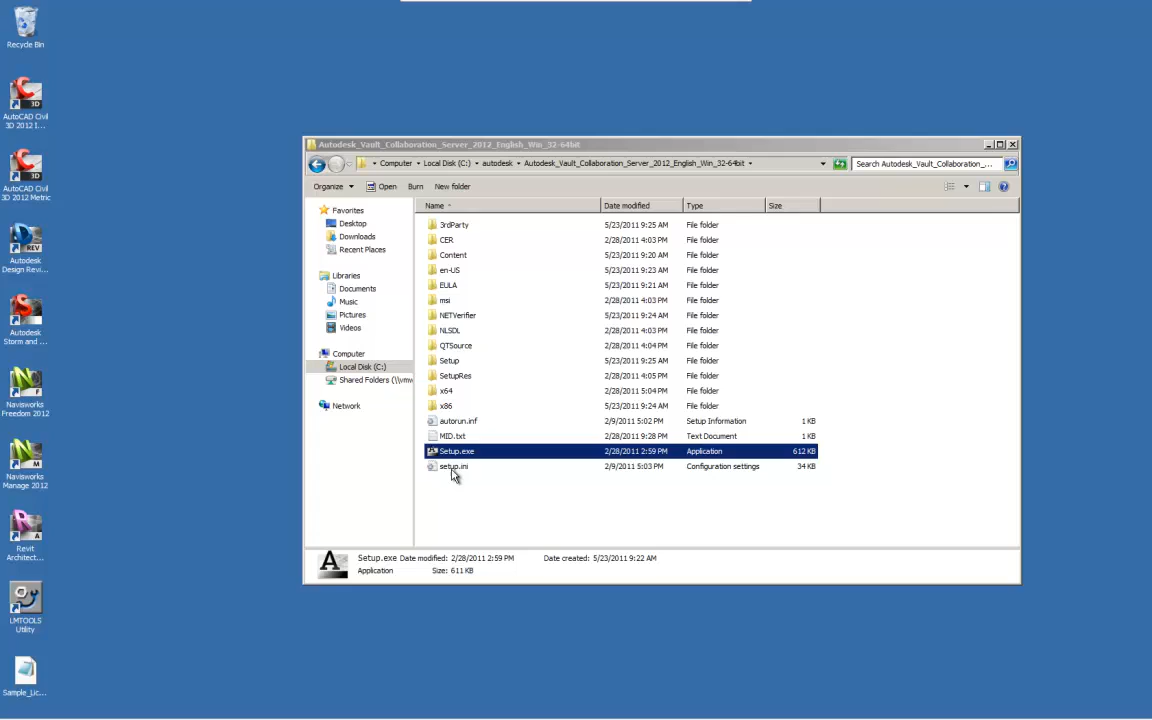 Recycle Bin
AutoCAD Civil
3D 2012 I...
AutoCAD Civil
3D 2012 Metric
Autodesk
Design Revi...
Autodesk
Storm and ...
Navisworks
Freedom 2012
Navisworks
Manage 2012
Revit
Architect...
LMTOOLS
Utility
Sample_Lic...
Autodesk_Vault_Collaboration_Server_2012_English_Win_32-64bit
Computer Local Disk (C:) autodesk Autodesk_Vault_Collaboration_Server_2012_English_Win_32-64bit
Search Autodesk_Vault_Collaboration_...
Organize Open Burn New folder
Favorites
Desktop
Downloads
Recent Places
Libraries
Documents
Music
Pictures
Videos
Computer
Local Disk (C:)
Shared Folders (\\vmw
Network
Name Date modified Type Size
3rdParty 5/23/2011 9:25 AM File folder
CER 2/28/2011 4:03 PM File folder
Content 5/23/2011 9:20 AM File folder
en-US 5/23/2011 9:23 AM File folder
EULA 5/23/2011 9:21 AM File folder
msi 2/28/2011 4:03 PM File folder
NETVerifier 5/23/2011 9:24 AM File folder
NLSDL 2/28/2011 4:03 PM File folder
QTSource 2/28/2011 4:04 PM File folder
Setup 5/23/2011 9:25 AM File folder
SetupRes 2/28/2011 4:05 PM File folder
x64 2/28/2011 5:04 PM File folder
x86 5/23/2011 9:24 AM File folder
autorun.inf 2/9/2011 5:02 PM Setup Information 1 KB
MID.txt 2/28/2011 9:28 PM Text Document 1 KB
Setup.exe 2/28/2011 2:59 PM Application 612 KB
setup.ini 2/9/2011 5:03 PM Configuration settings 34 KB
Setup.exe Date modified: 2/28/2011 2:59 PM Date created: 5/23/2011 9:22 AM
Application Size: 611 KB